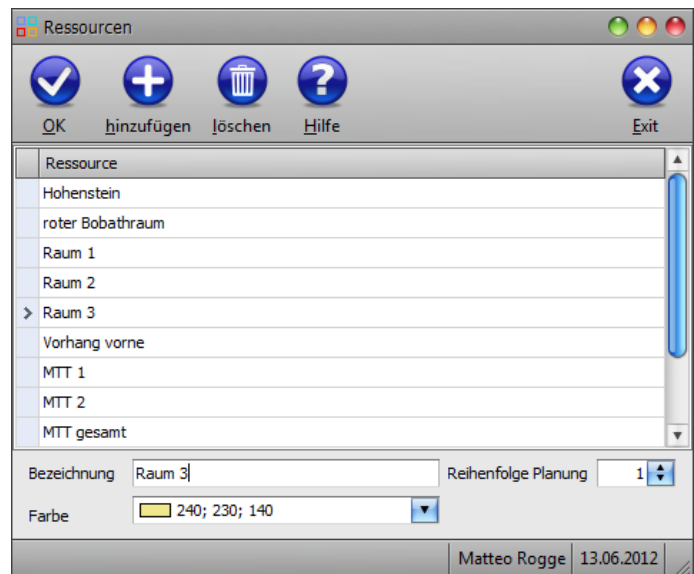 Ressourcen
OK hinzufügen löschen Hilfe Exit
Ressource
Hohenstein
roter Bobathraum
Raum 1
Raum 2
Raum 3
Vorhang vorne
MTT 1
MTT 2
MTT gesamt
Bezeichnung Raum 3 Reihenfolge Planung 1
Farbe 240; 230; 140
Matteo Rogge 13.06.2012